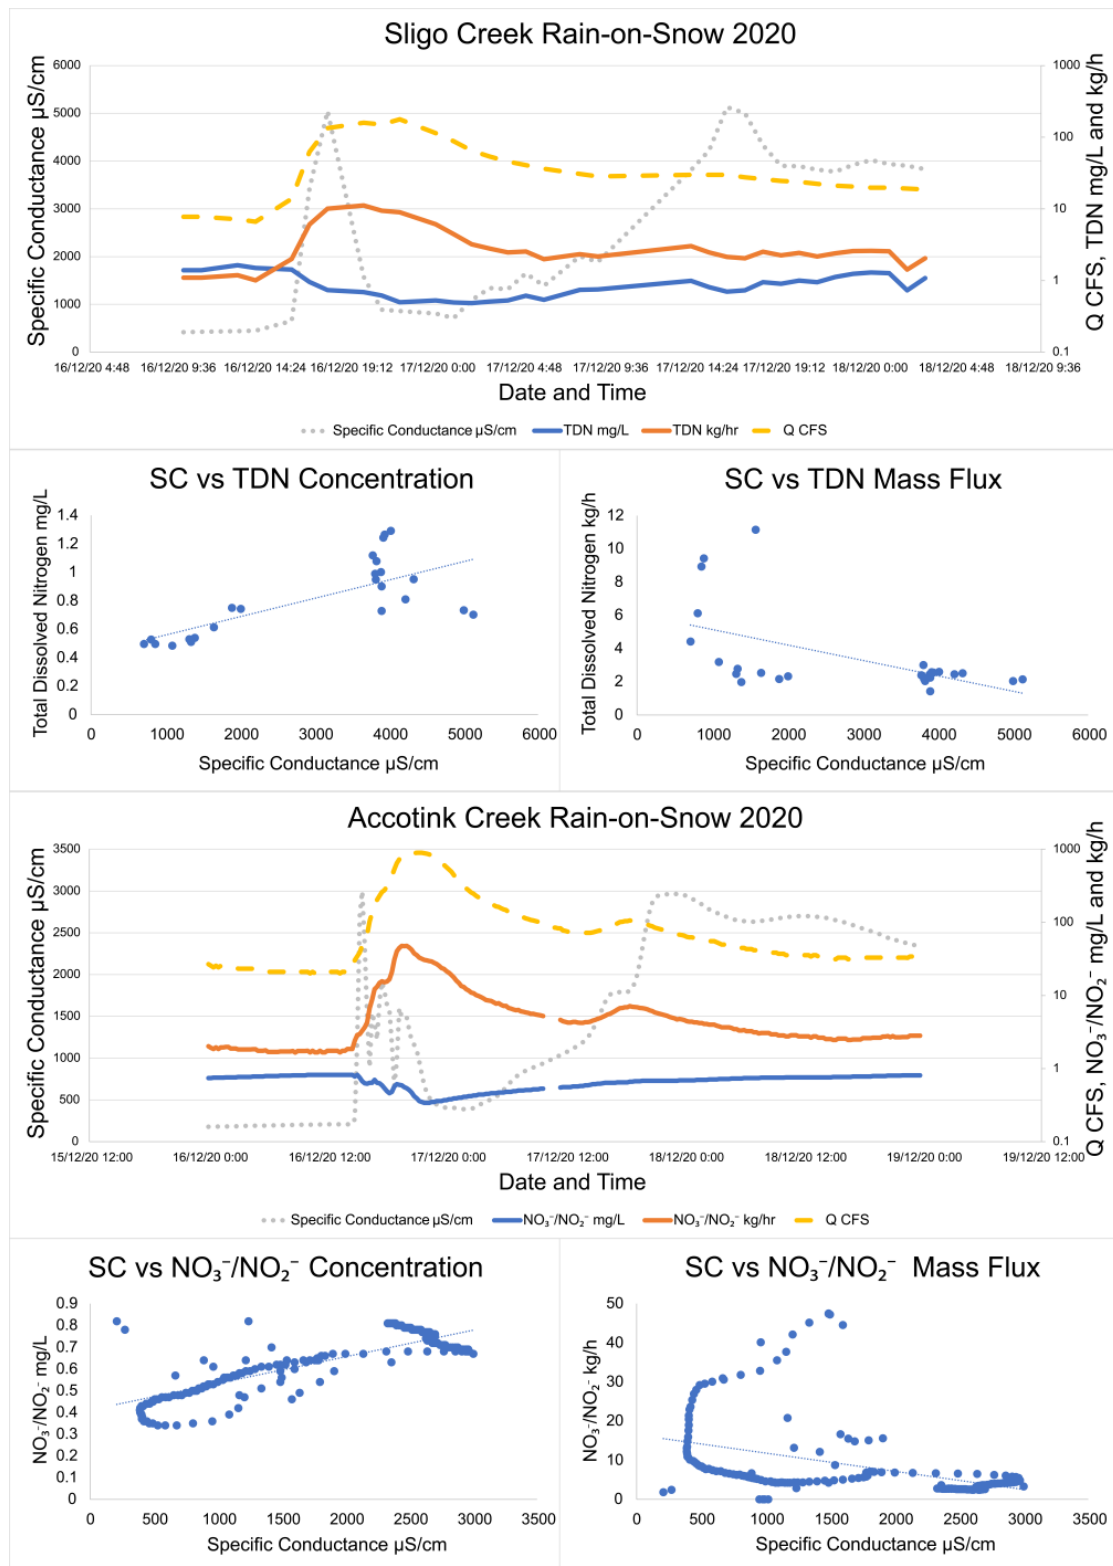 Sligo Creek Rain-on-Snow 2020
Specific Conductance µS/cm
6000
5000
4000
3000
2000
1000
0
1000
100
10
1
0.1
Q CFS, TDN mg/L and kg/h
16/12/20 4:48 16/12/20 9:36 16/12/20 14:24 16/12/20 19:12 17/12/20 0:00 17/12/20 4:48 17/12/20 9:36 17/12/20 14:24 17/12/20 19:12 18/12/20 0:00 18/12/20 4:48 18/12/20 9:36
Date and Time
Specific Conductance µS/cm TDN mg/L TDN kg/hr Q CFS
SC vs TDN Concentration
Total Dissolved Nitrogen mg/L
1.4
1.2
1
0.8
0.6
0.4
0.2
0
0 1000 2000 3000 4000 5000 6000
Specific Conductance µS/cm
SC vs TDN Mass Flux
Total Dissolved Nitrogen kg/h
12
10
8
6
4
2
0
0 1000 2000 3000 4000 5000 6000
Specific Conductance µS/cm
Accotink Creek Rain-on-Snow 2020
Specific Conductance µS/cm
3500
3000
2500
2000
1500
1000
500
0
1000
100
10
1
0.1
Q CFS, NO₃⁻/NO₂⁻ mg/L and kg/h
15/12/20 12:00 16/12/20 0:00 16/12/20 12:00 17/12/20 0:00 17/12/20 12:00 18/12/20 0:00 18/12/20 12:00 19/12/20 0:00 19/12/20 12:00
Date and Time
Specific Conductance µS/cm NO₃⁻/NO₂⁻ mg/L NO₃⁻/NO₂⁻ kg/hr Q CFS
SC vs NO₃⁻/NO₂⁻ Concentration
NO₃⁻/NO₂⁻ mg/L
0.9
0.8
0.7
0.6
0.5
0.4
0.3
0.2
0.1
0
0 500 1000 1500 2000 2500 3000 3500
Specific Conductance µS/cm
SC vs NO₃⁻/NO₂⁻ Mass Flux
NO₃⁻/NO₂⁻ kg/h
50
40
30
20
10
0
0 500 1000 1500 2000 2500 3000 3500
Specific Conductance µS/cm